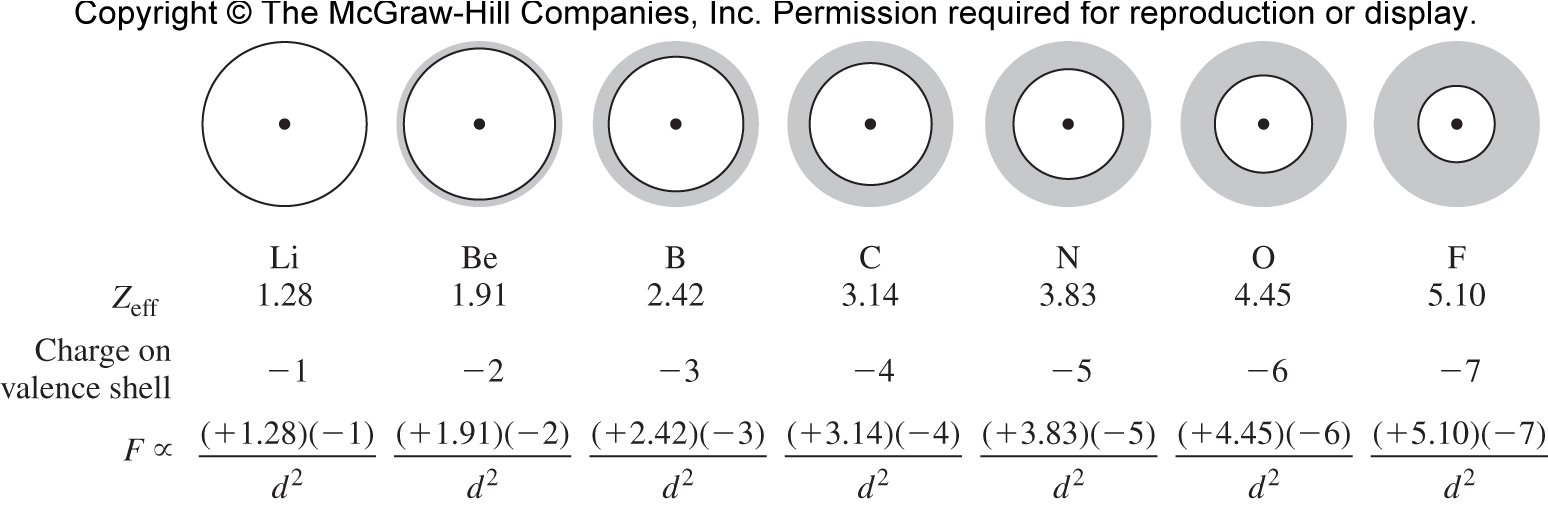 Copyright © The McGraw-Hill Companies, Inc. Permission required for reproduction or display.
Li Be B C N O F
Zeff 1.28 1.91 2.42 3.14 3.83 4.45 5.10
Charge on
valence shell −1 −2 −3 −4 −5 −6 −7
F ∝ (+1.28)(−1) (+1.91)(−2) (+2.42)(−3) (+3.14)(−4) (+3.83)(−5) (+4.45)(−6) (+5.10)(−7)
d² d² d² d² d² d² d²